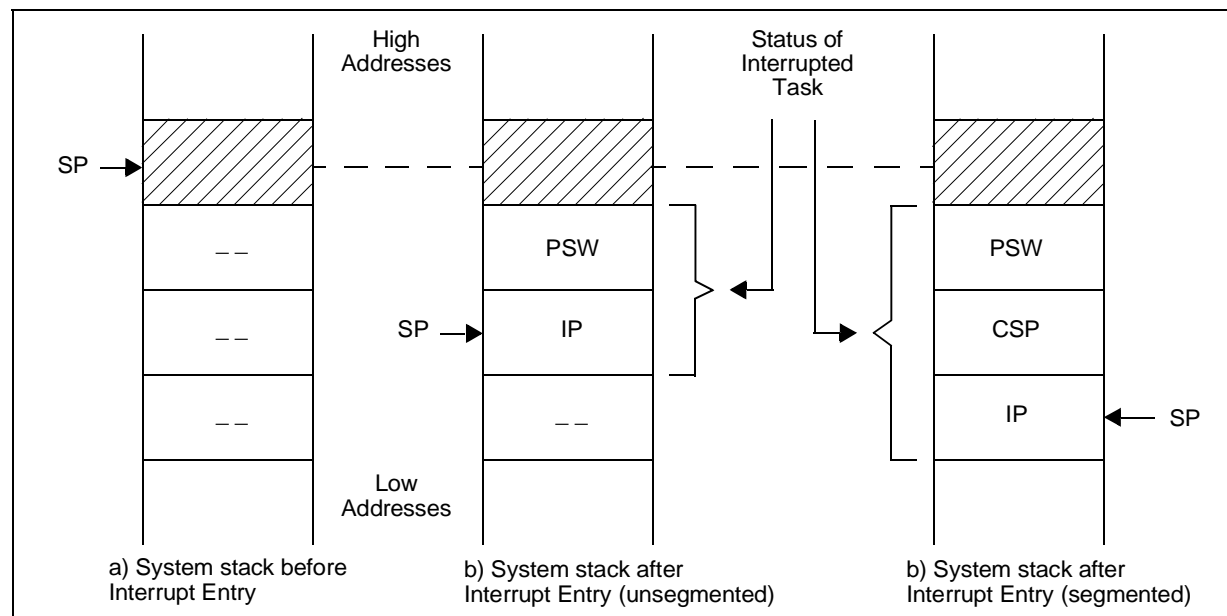 High
Addresses
Status of
Interrupted
Task
SP
– –
PSW
PSW
– –
SP
IP
CSP
– –
– –
IP
SP
Low
Addresses
a) System stack before
Interrupt Entry
b) System stack after
Interrupt Entry (unsegmented)
b) System stack after
Interrupt Entry (segmented)